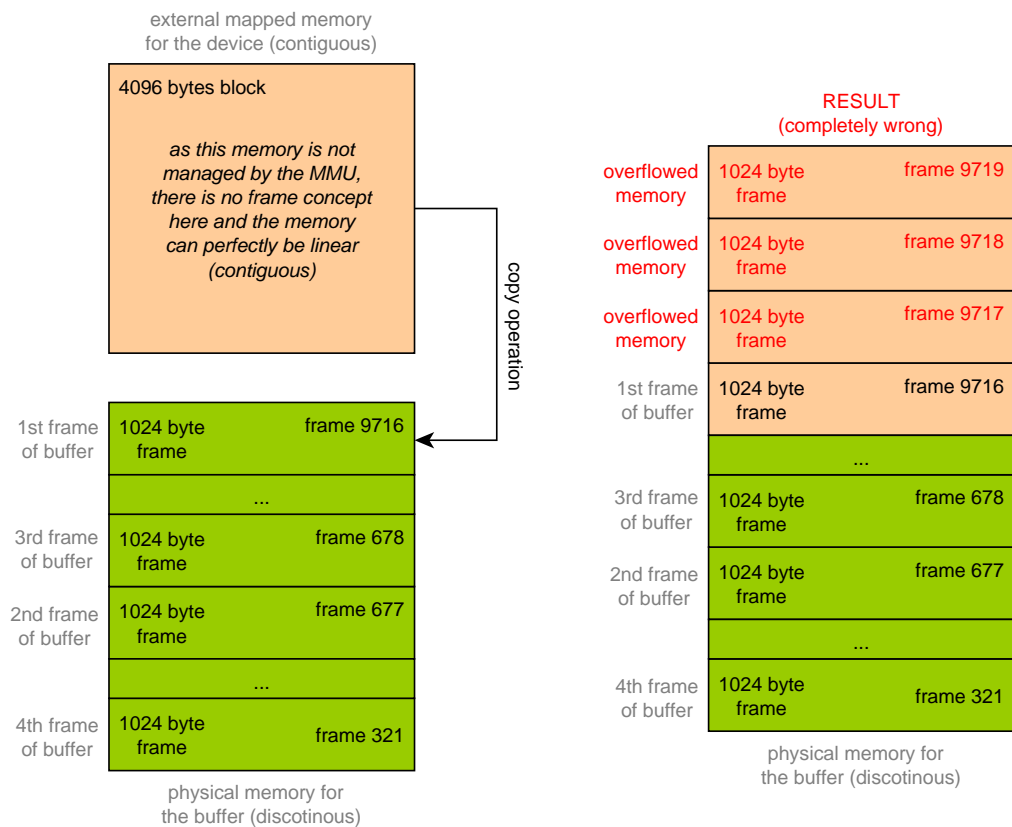 external mapped memory
for the device (contiguous)
4096 bytes block
as this memory is not
managed by the MMU,
there is no frame concept
here and the memory
can perfectly be linear
(contiguous)
copy operation
1st frame
of buffer
1024 byte
frame
frame 9716
...
3rd frame
of buffer
1024 byte
frame
frame 678
2nd frame
of buffer
1024 byte
frame
frame 677
...
4th frame
of buffer
1024 byte
frame
frame 321
physical memory for
the buffer (discotinous)
RESULT
(completely wrong)
overflowed
memory
1024 byte
frame
frame 9719
overflowed
memory
1024 byte
frame
frame 9718
overflowed
memory
1024 byte
frame
frame 9717
1st frame
of buffer
1024 byte
frame
frame 9716
...
3rd frame
of buffer
1024 byte
frame
frame 678
2nd frame
of buffer
1024 byte
frame
frame 677
...
4th frame
of buffer
1024 byte
frame
frame 321
physical memory for
the buffer (discotinous)